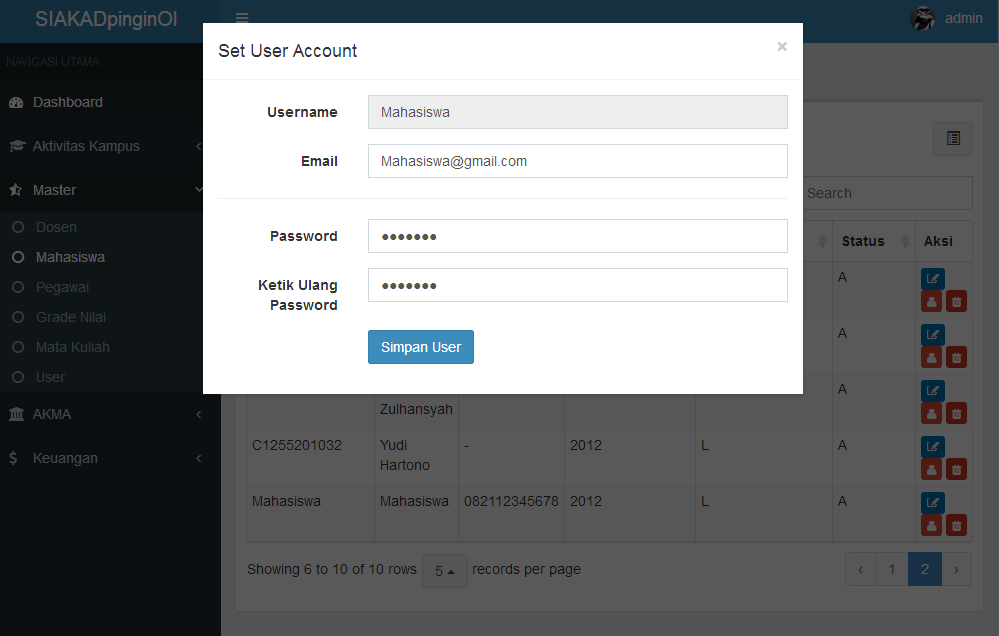 SIAKADpinginOl
admin
NAVIGASI UTAMA
Dashboard
Aktivitas Kampus
Master
Dosen
Mahasiswa
Pegawai
Grade Nilai
Mata Kuliah
User
AKMA
Keuangan
Set User Account
×
Username
Mahasiswa
Email
Mahasiswa@gmail.com
Password
•••••••
Ketik Ulang
Password
•••••••
Simpan User
Search
Status
Aksi
A
A
A
Zulhansyah
C1255201032 Yudi Hartono - 2012 L A
Mahasiswa Mahasiswa 082112345678 2012 L A
Showing 6 to 10 of 10 rows 5 records per page
‹ 1 2 ›